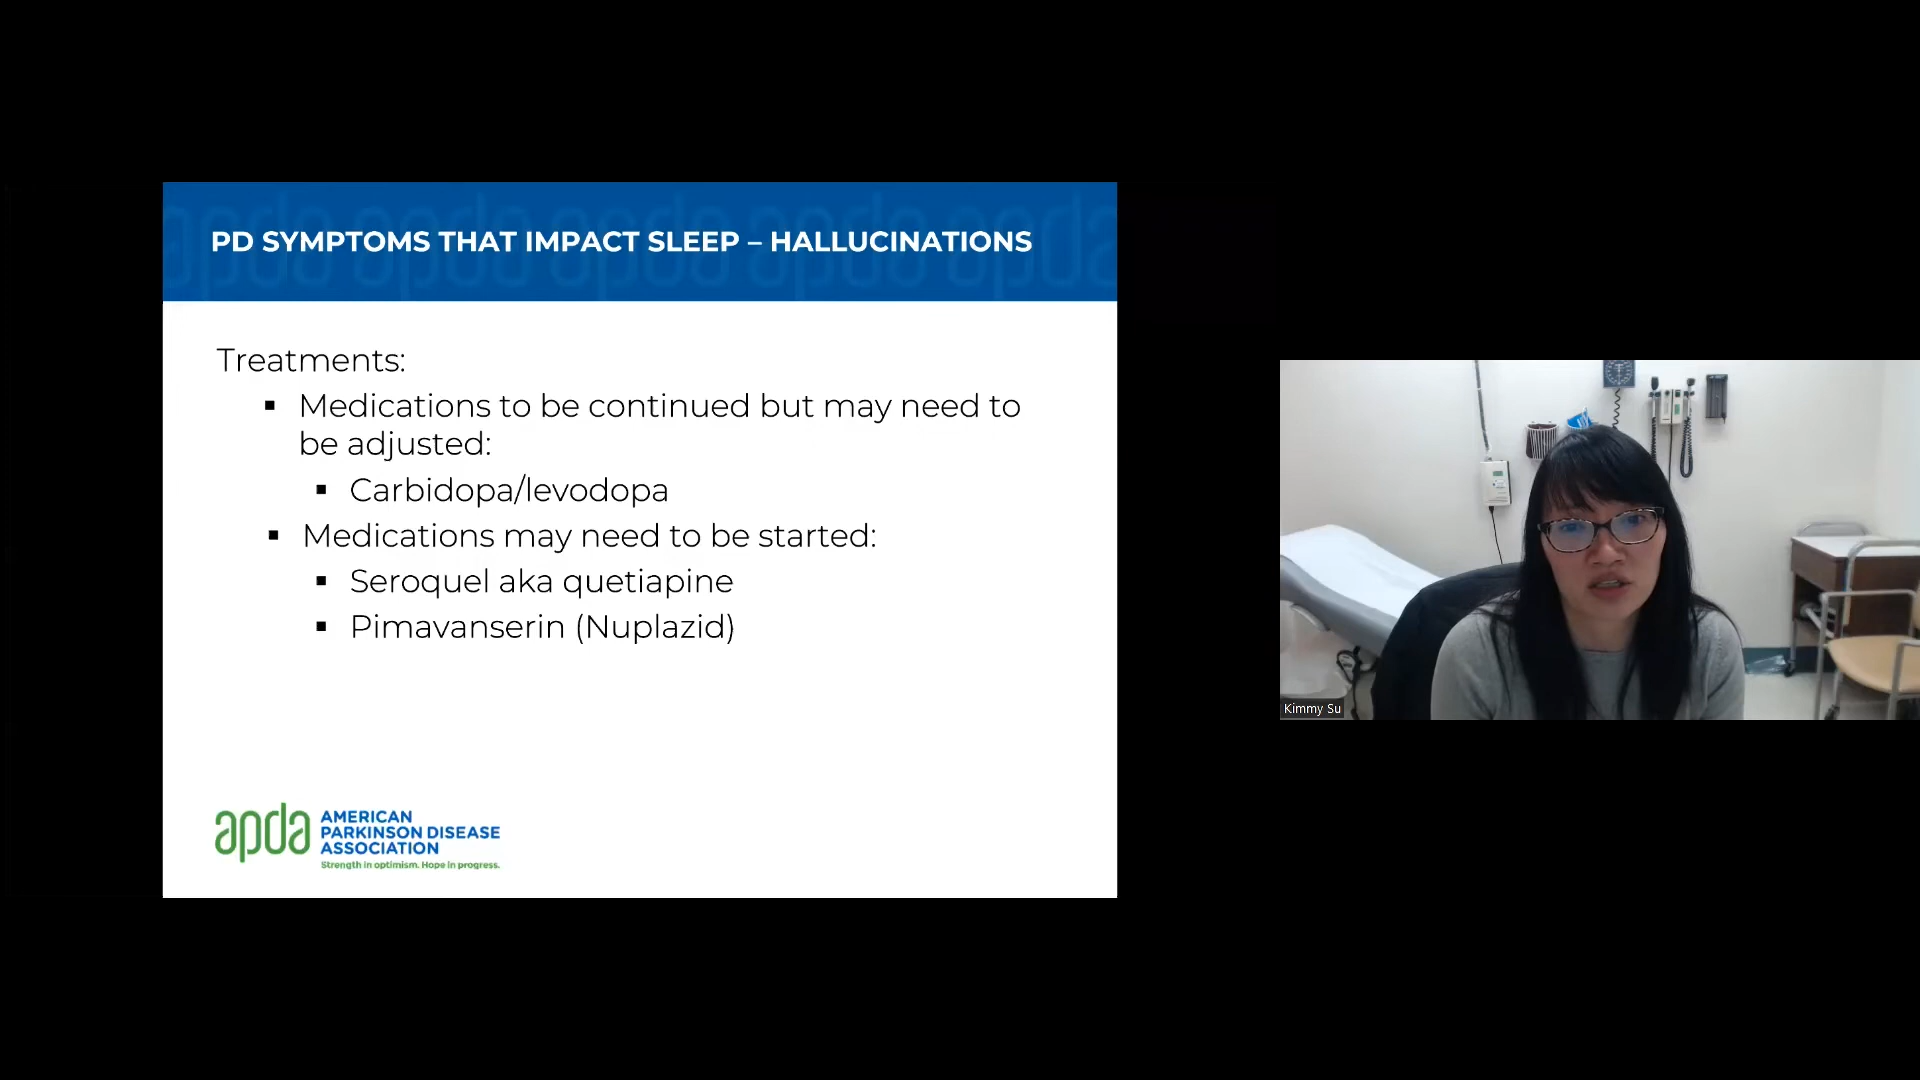 PD SYMPTOMS THAT IMPACT SLEEP – HALLUCINATIONS
Treatments:
▪ Medications to be continued but may need to
be adjusted:
▪ Carbidopa/levodopa
▪ Medications may need to be started:
▪ Seroquel aka quetiapine
▪ Pimavanserin (Nuplazid)
apda
AMERICAN
PARKINSON DISEASE
ASSOCIATION
Strength in optimism. Hope in progress.
Kimmy Su